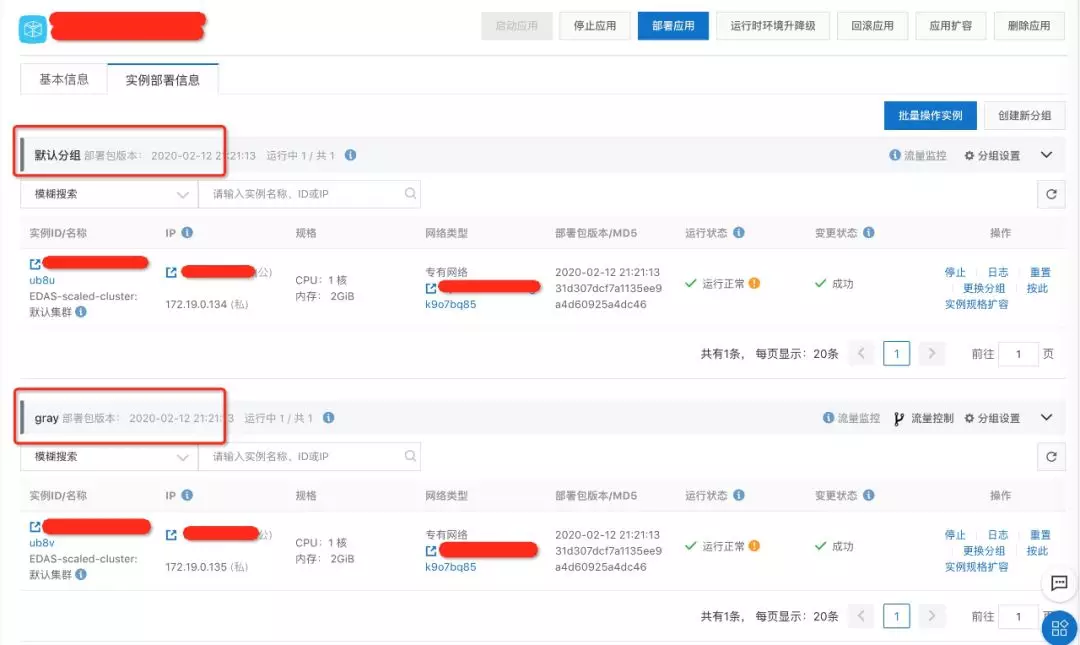 启动应用 停止应用 部署应用 运行时环境升降级 回滚应用 应用扩容 删除应用
基本信息 实例部署信息
批量操作实例 创建新分组
默认分组 部署包版本: 2020-02-12 21:21:13 运行中 1 / 共 1 流量监控 分组设置
模糊搜索 请输入实例名称、ID或IP
实例ID/名称 IP 规格 网络类型 部署包版本/MD5 运行状态 变更状态 操作
ub8u
EDAS-scaled-cluster:
默认集群
公)
172.19.0.134 (私)
CPU: 1 核
内存: 2GiB
专有网络
k9o7bq85
2020-02-12 21:21:13
31d307dcf7a1135ee9
a4d60925a4dc46
运行正常
成功
停止 日志 重置
更换分组 按此
实例规格扩容
共有1条, 每页显示: 20条 1 前往 1 页
gray 部署包版本: 2020-02-12 21:21:13 运行中 1 / 共 1 流量监控 流量控制 分组设置
模糊搜索 请输入实例名称、ID或IP
实例ID/名称 IP 规格 网络类型 部署包版本/MD5 运行状态 变更状态 操作
ub8v
EDAS-scaled-cluster:
默认集群
公)
172.19.0.135 (私)
CPU: 1 核
内存: 2GiB
专有网络
k9o7bq85
2020-02-12 21:21:13
31d307dcf7a1135ee9
a4d60925a4dc46
运行正常
成功
停止 日志 重置
更换分组 按此
实例规格扩容
共有1条, 每页显示: 20条 1 前往 1